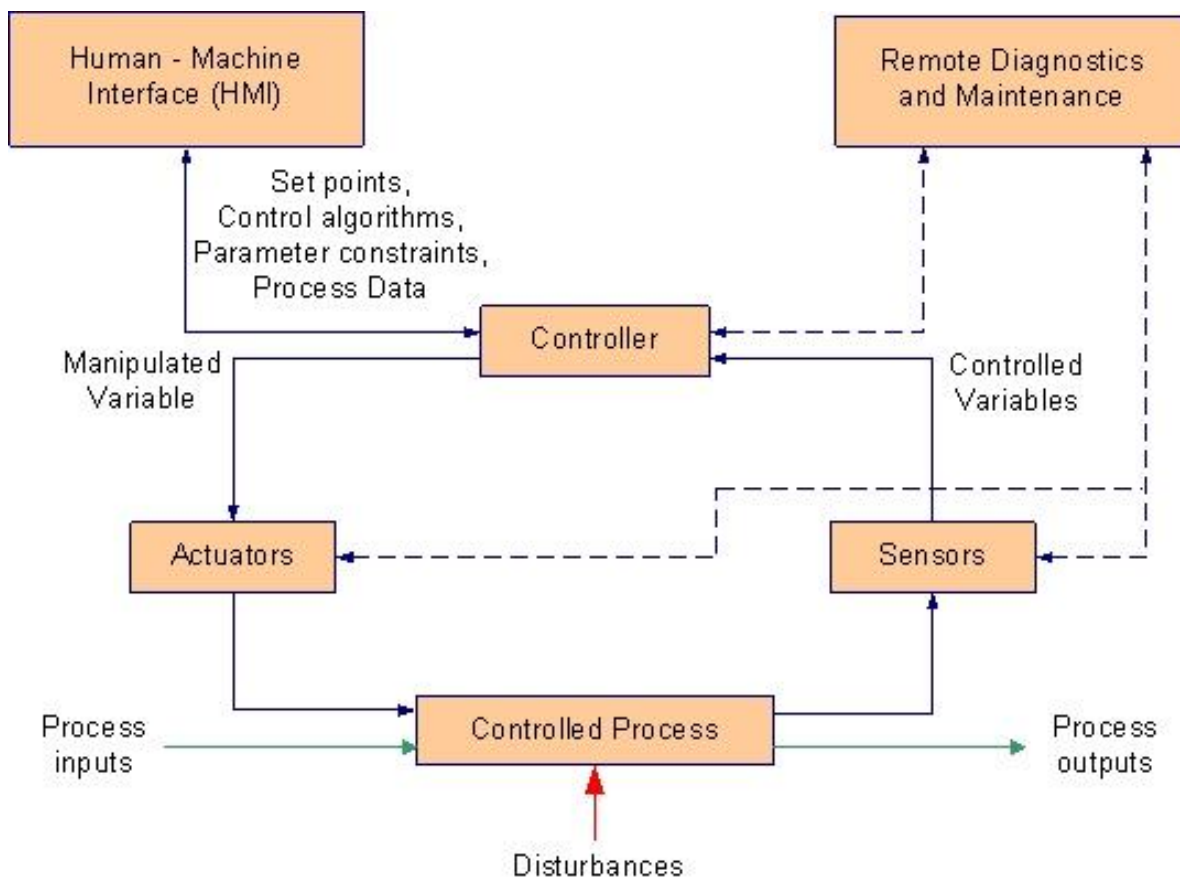 Human - Machine
Interface (HMI)
Remote Diagnostics
and Maintenance
Set points,
Control algorithms,
Parameter constraints,
Process Data
Controller
Manipulated
Variable
Controlled
Variables
Actuators
Sensors
Process
inputs
Controlled Process
Process
outputs
Disturbances